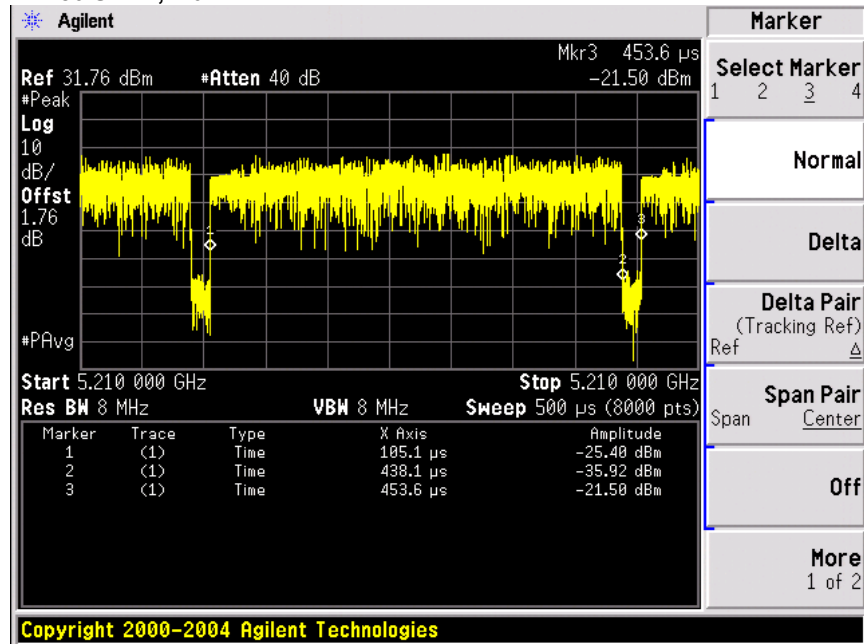 Agilent
Marker
Mkr3 453.6 µs
Ref 31.76 dBm #Atten 40 dB -21.50 dBm
#Peak
Log
10
dB/
Offst
1.76
dB
1
2
3
#PAvg
Start 5.210 000 GHz Stop 5.210 000 GHz
Res BW 8 MHz VBW 8 MHz Sweep 500 µs (8000 pts)
Marker Trace Type X Axis Amplitude
1 (1) Time 105.1 µs -25.40 dBm
2 (1) Time 438.1 µs -35.92 dBm
3 (1) Time 453.6 µs -21.50 dBm
Select Marker
1 2 3 4
Normal
Delta
Delta Pair
(Tracking Ref)
Ref Δ
Span Pair
Span Center
Off
More
1 of 2
Copyright 2000-2004 Agilent Technologies